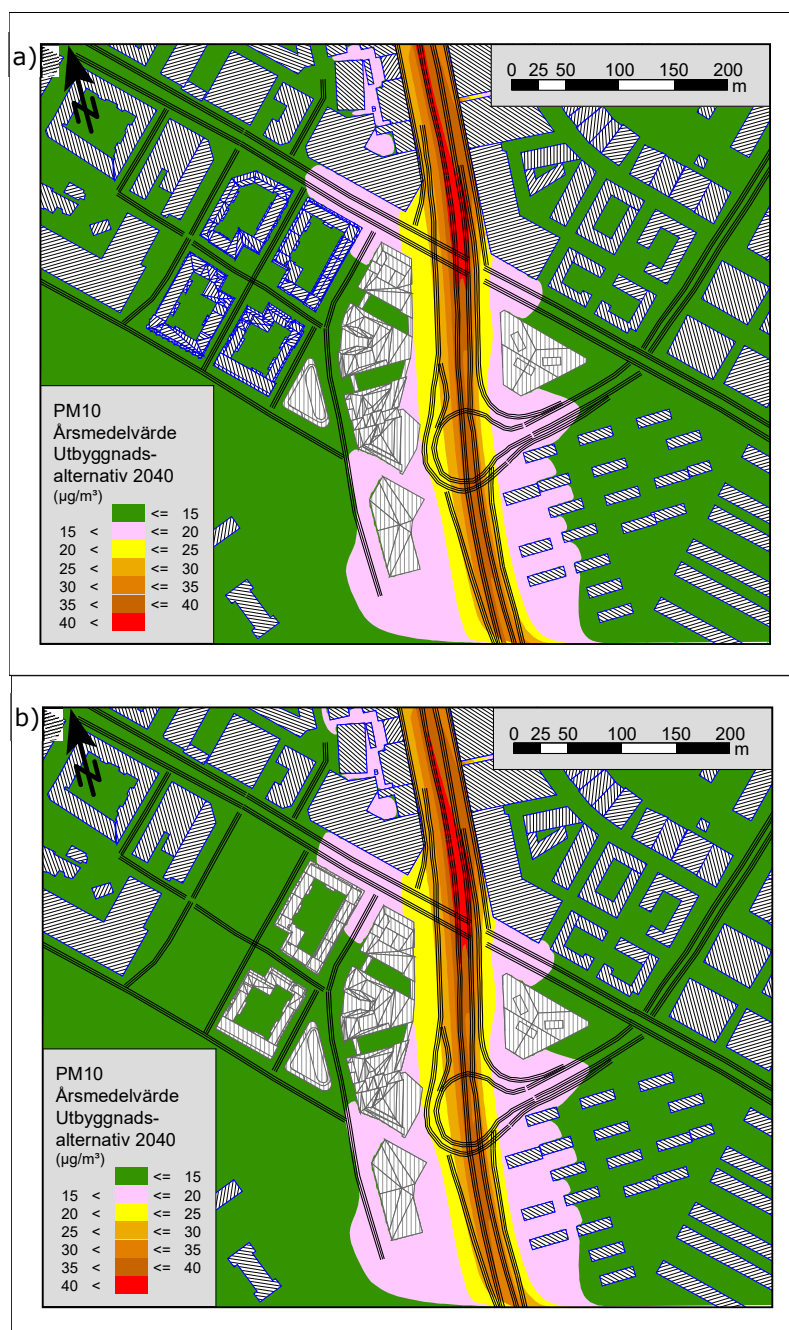 a)
N
0 25 50 100 150 200
m
PM10
Årsmedelvärde
Utbyggnads-
alternativ 2040
(µg/m³)
<= 15
15 < <= 20
20 < <= 25
25 < <= 30
30 < <= 35
35 < <= 40
40 <
b)
N
0 25 50 100 150 200
m
PM10
Årsmedelvärde
Utbyggnads-
alternativ 2040
(µg/m³)
<= 15
15 < <= 20
20 < <= 25
25 < <= 30
30 < <= 35
35 < <= 40
40 <